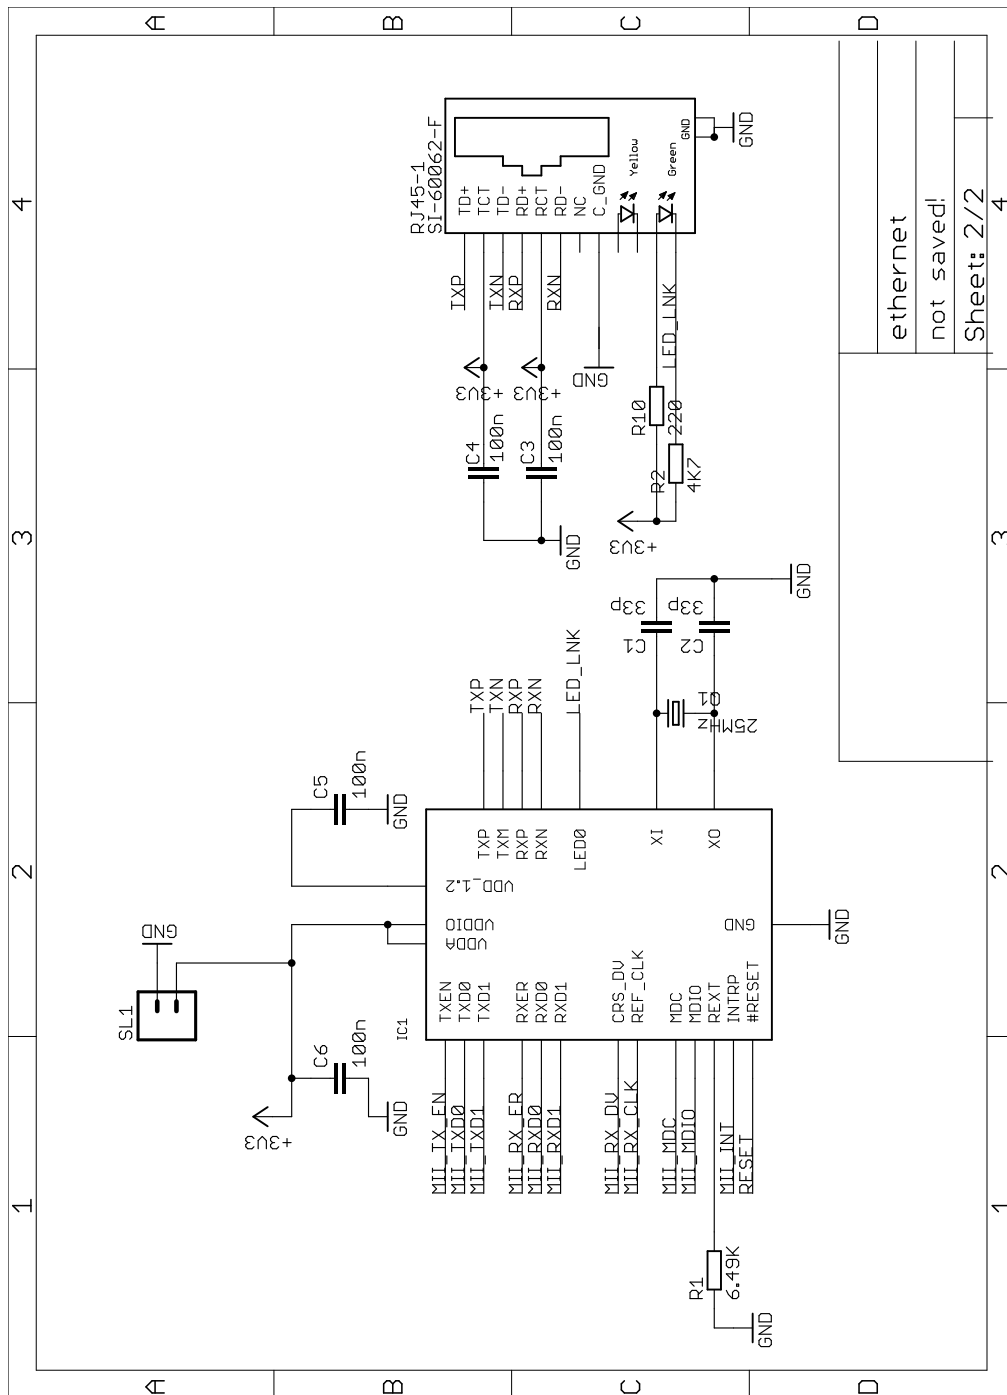 A
B
C
D
1
2
3
4
1
2
3
4
A
B
C
D
SL1
GND
+3V3
C6
100n
GND
C5
100n
GND
IC1
VDDA
VDDIO
VDD_1.2
TXEN
TXD0
TXD1
RXER
RXD0
RXD1
CRS_DV
REF_CLK
MDC
MDIO
REXT
INTRP
#RESET
TXP
TXM
RXP
RXN
LED0
XI
XO
GND
GND
MII_TX_EN
MII_TXD0
MII_TXD1
MII_RX_ER
MII_RXD0
MII_RXD1
MII_RX_DV
MII_RX_CLK
MII_MDC
MII_MDIO
MII_INT
RESET
R1
6.49K
GND
TXP
TXN
RXP
RXN
LED_LNK
Q1
25MHz
C1
33p
C2
33p
GND
+3V3
C4
100n
+3V3
C3
100n
GND
GND
+3V3
R10
220
R2
4K7
LED_LNK
RJ45-1
SI-60062-F
TXP
TXN
RXP
RXN
TD+
TCT
TD-
RD+
RCT
RD-
NC
C_GND
Yellow
Green
GND
GND
ethernet
not saved!
Sheet: 2/2